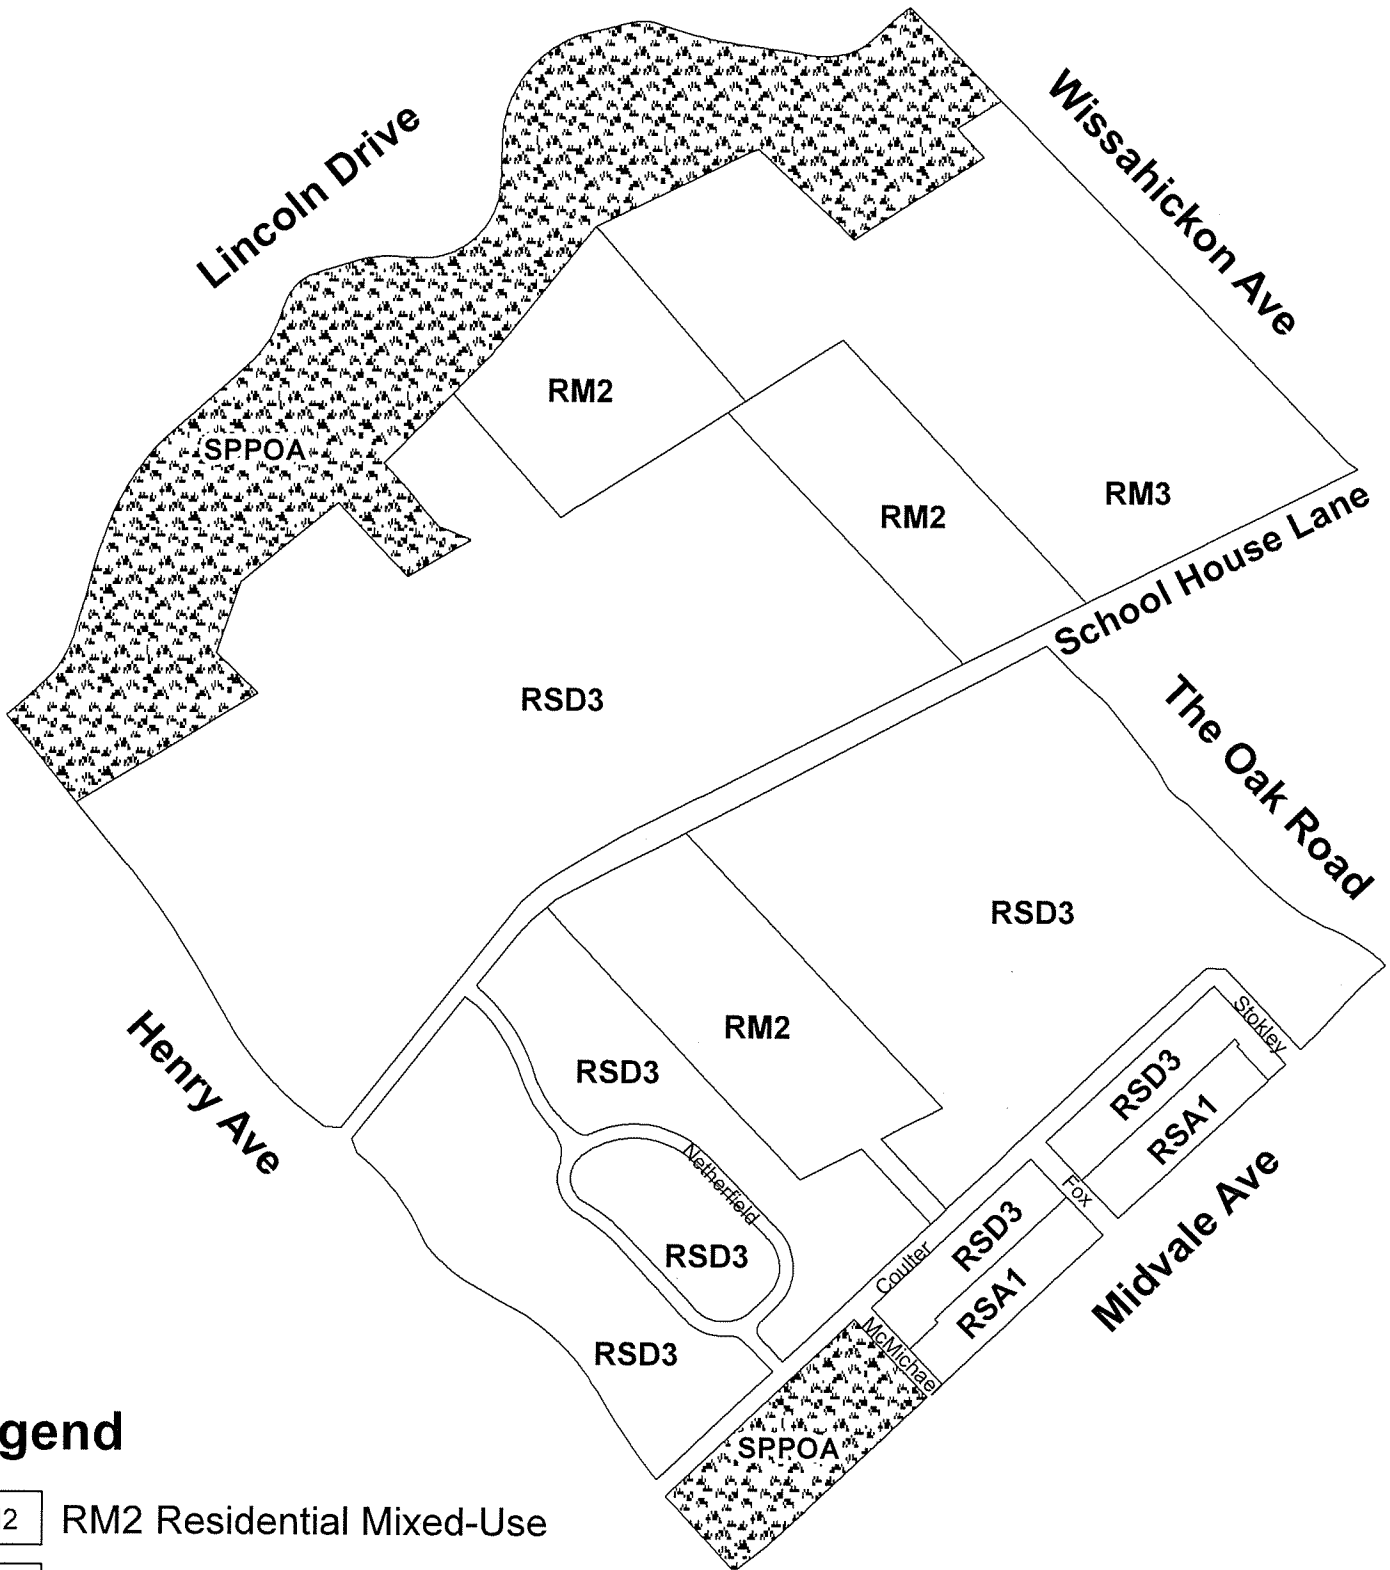 Lincoln Drive
Wissahickon Ave
RM2
SPPOA
RM2
RM3
School House Lane
RSD3
The Oak Road
RSD3
Henry Ave
RM2
Stokley
RSD3
RSD3
RSA1
Netherfield
Fox
RSD3
RSD3
Coulter
RSA1
Midvale Ave
McMichael
RSD3
SPPOA
gend
2 RM2 Residential Mixed-Use